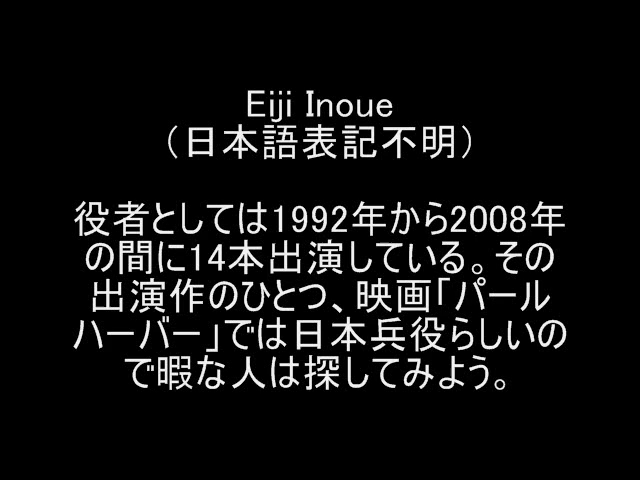 Eiji Inoue
（日本語表記不明）
役者としては1992年から2008年
の間に14本出演している。その
出演作のひとつ、映画「パール
ハーバー」では日本兵役らしいの
で暇な人は探してみよう。